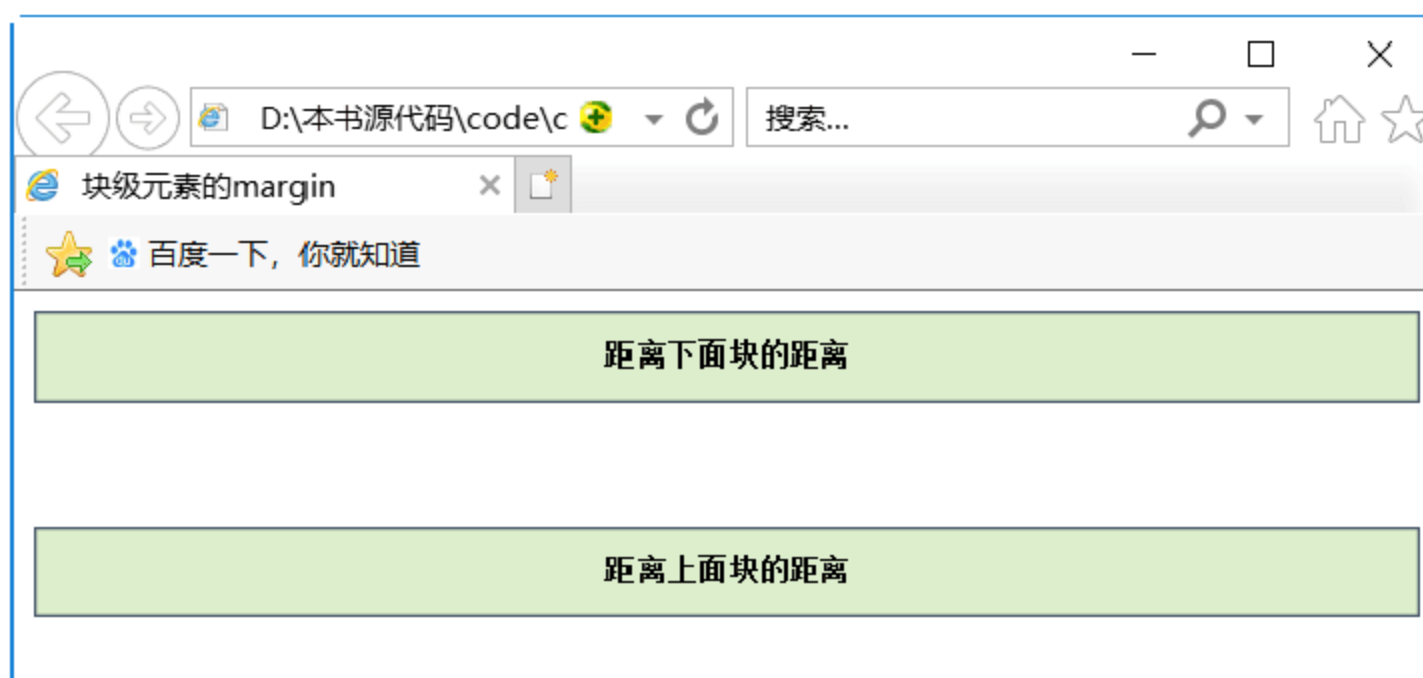 D:\本书源代码\code\c
搜索...
块级元素的margin
百度一下，你就知道
距离下面块的距离
距离上面块的距离